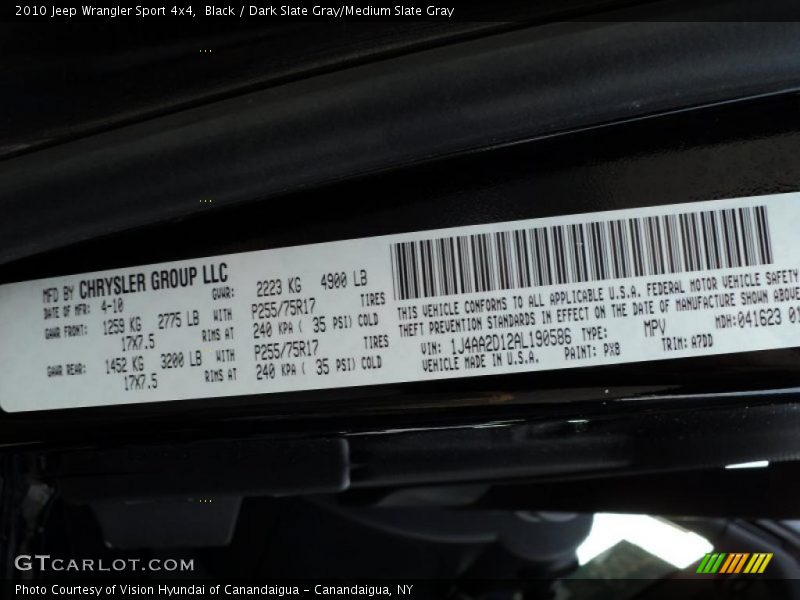 2010 Jeep Wrangler Sport 4x4,  Black / Dark Slate Gray/Medium Slate Gray
MFD BY CHRYSLER GROUP LLC
DATE OF MFR: 4-10 GVWR: 2223 KG 4900 LB
GAWR FRONT: 1259 KG 2775 LB WITH P255/75R17 TIRES
17X7.5 RIMS AT 240 KPA ( 35 PSI) COLD
GAWR REAR: 1452 KG 3200 LB WITH P255/75R17 TIRES
17X7.5 RIMS AT 240 KPA ( 35 PSI) COLD
THIS VEHICLE CONFORMS TO ALL APPLICABLE U.S.A. FEDERAL MOTOR VEHICLE SAFETY
THEFT PREVENTION STANDARDS IN EFFECT ON THE DATE OF MANUFACTURE SHOWN ABOVE
VIN: 1J4AA2D12AL190586 TYPE: MPV MDH:041623 01
VEHICLE MADE IN U.S.A. PAINT: PXB TRIM: A7DD
GTCARLOT.COM
Photo Courtesy of Vision Hyundai of Canandaigua - Canandaigua, NY